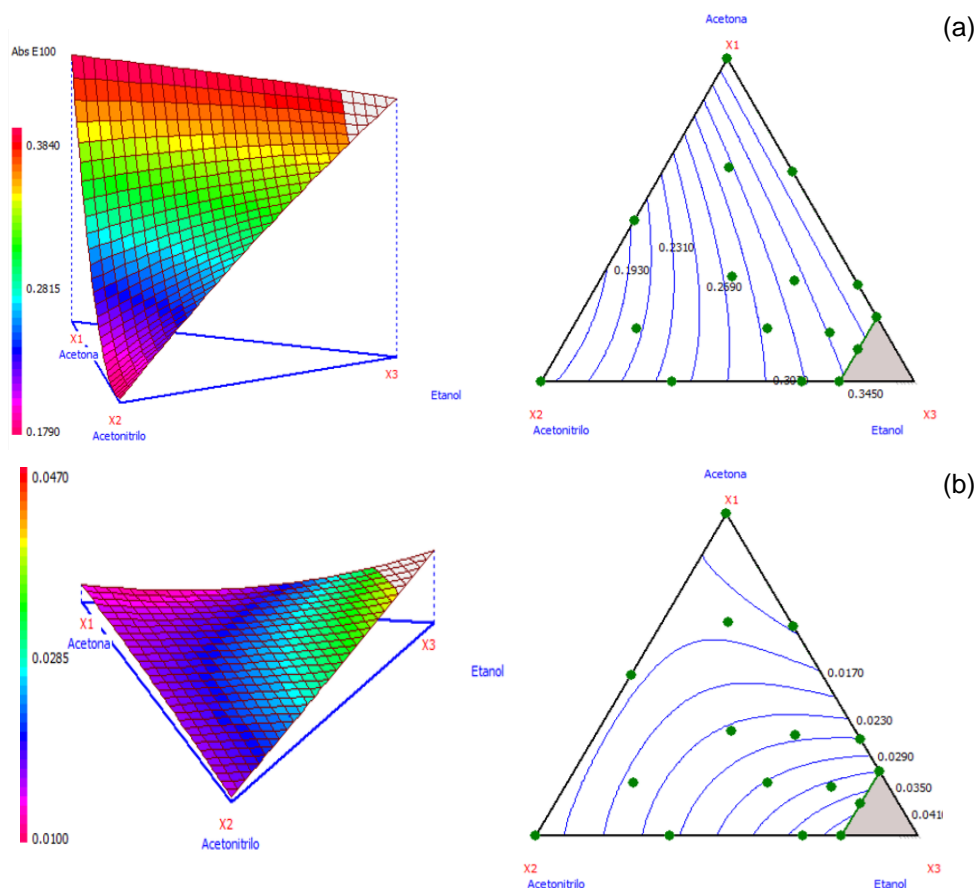 (a)
Abs E100
0.3840
0.2815
0.1790
X1
Acetona
X2
Acetonitrilo
X3
Etanol
Acetona
X1
0.1930
0.2310
0.2690
0.3450
X2
Acetonitrilo
X3
Etanol
(b)
0.0470
0.0285
0.0100
X1
Acetona
X2
Acetonitrilo
X3
Etanol
Acetona
X1
0.0170
0.0230
0.0290
0.0350
X2
Acetonitrilo
X3
Etanol